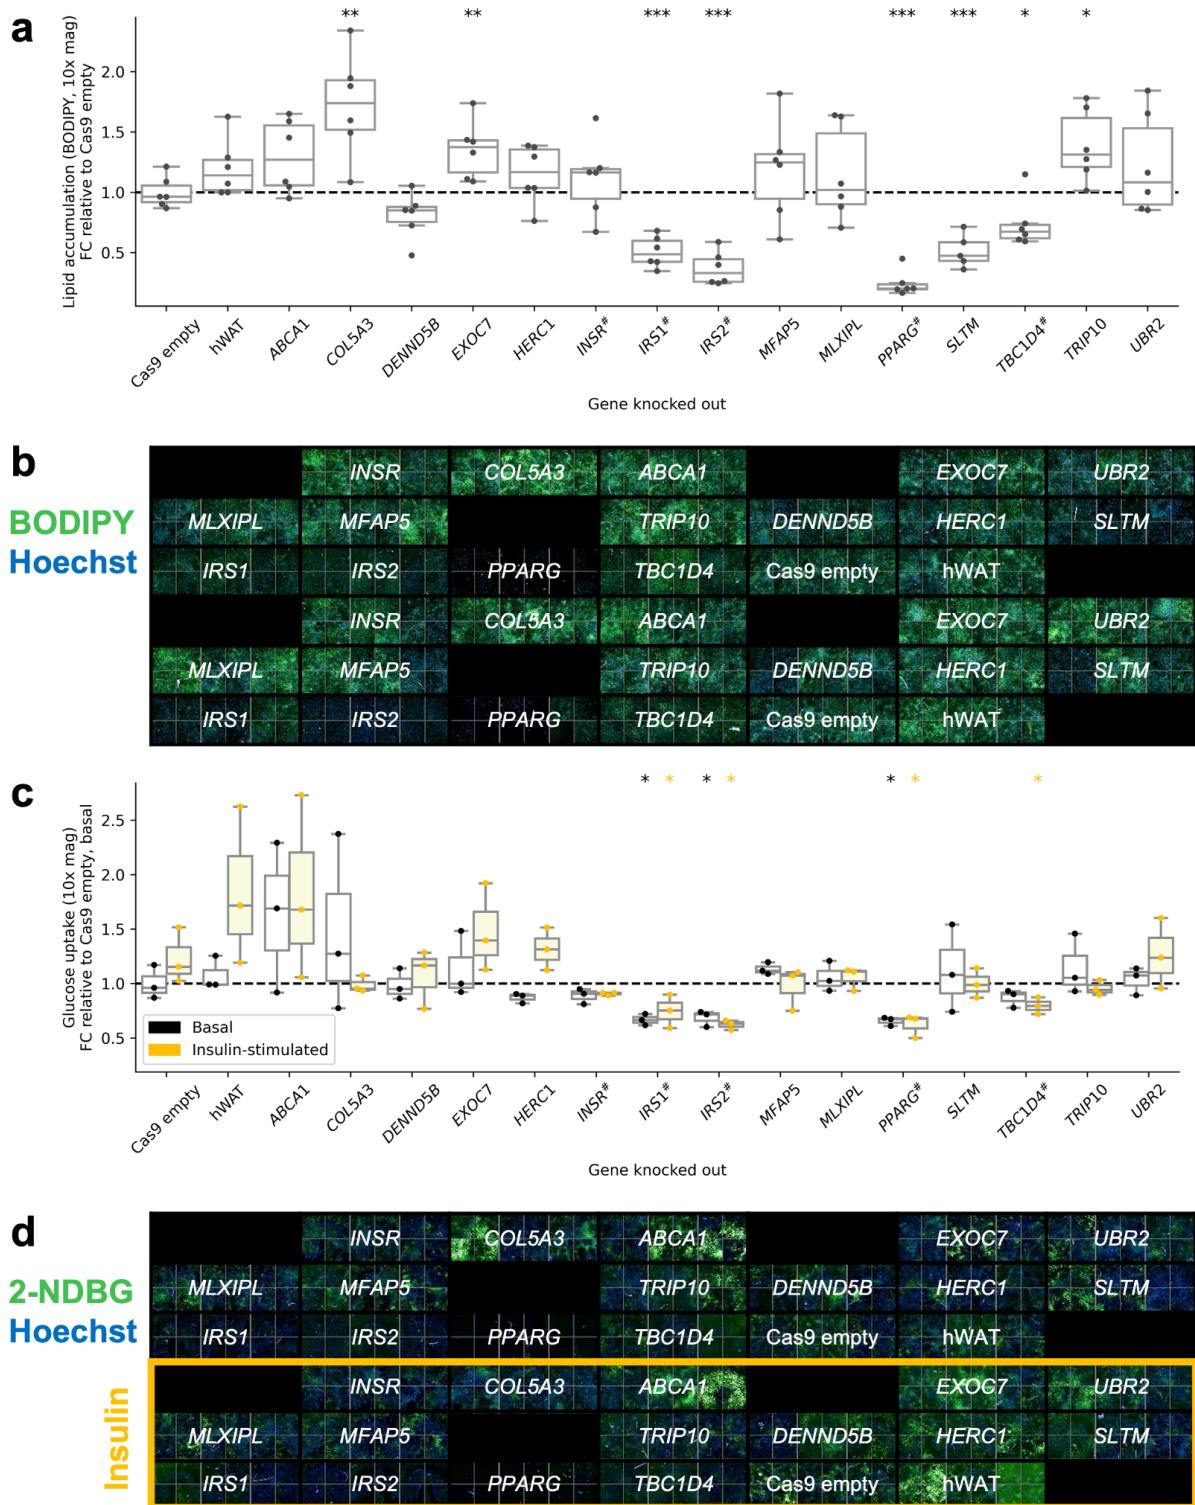 a
** ** *** *** *** *** * *
Lipid accumulation (BODIPY, 10x mag)
FC relative to Cas9 empty
2.0
1.5
1.0
0.5
Cas9 empty hWAT ABCA1 COL5A3 DENND5B EXOC7 HERC1 INSR# IRS1# IRS2# MFAP5 MLXIPL PPARG# SLTM TBC1D4# TRIP10 UBR2
Gene knocked out
b
BODIPY
Hoechst
INSR COL5A3 ABCA1 EXOC7 UBR2
MLXIPL MFAP5 TRIP10 DENND5B HERC1 SLTM
IRS1 IRS2 PPARG TBC1D4 Cas9 empty hWAT
INSR COL5A3 ABCA1 EXOC7 UBR2
MLXIPL MFAP5 TRIP10 DENND5B HERC1 SLTM
IRS1 IRS2 PPARG TBC1D4 Cas9 empty hWAT
c
* * * * * * *
Glucose uptake (10x mag)
FC relative to Cas9 empty, basal
2.5
2.0
1.5
1.0
0.5
Basal
Insulin-stimulated
Cas9 empty hWAT ABCA1 COL5A3 DENND5B EXOC7 HERC1 INSR# IRS1# IRS2# MFAP5 MLXIPL PPARG# SLTM TBC1D4# TRIP10 UBR2
Gene knocked out
d
2-NDBG
Hoechst
Insulin
INSR COL5A3 ABCA1 EXOC7 UBR2
MLXIPL MFAP5 TRIP10 DENND5B HERC1 SLTM
IRS1 IRS2 PPARG TBC1D4 Cas9 empty hWAT
INSR COL5A3 ABCA1 EXOC7 UBR2
MLXIPL MFAP5 TRIP10 DENND5B HERC1 SLTM
IRS1 IRS2 PPARG TBC1D4 Cas9 empty hWAT